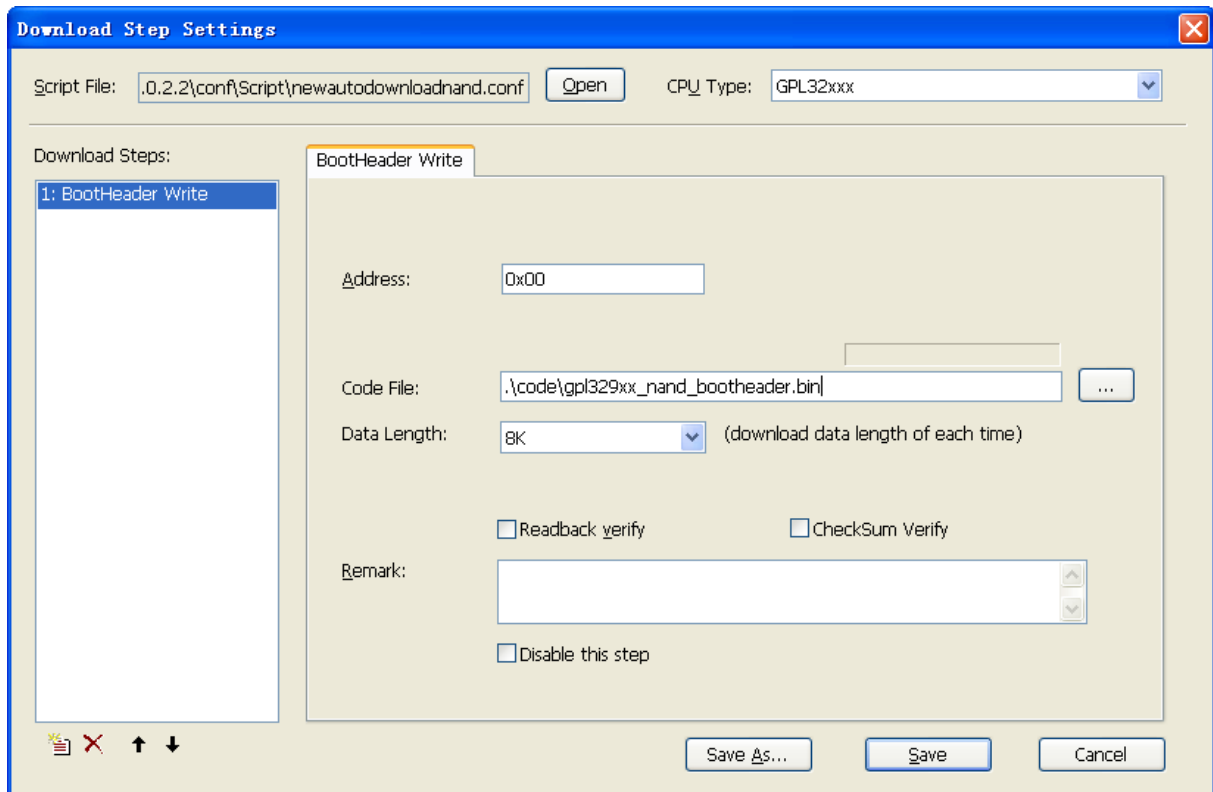 Download Step Settings
Script File: .0.2.2\conf\Script\newautodownloadnand.conf Open CPU Type: GPL32xxx
Download Steps:
1: BootHeader Write
BootHeader Write
Address: 0x00
Code File: .\code\gpl329xx_nand_bootheader.bin ...
Data Length: 8K (download data length of each time)
Readback verify CheckSum Verify
Remark:
Disable this step
Save As... Save Cancel